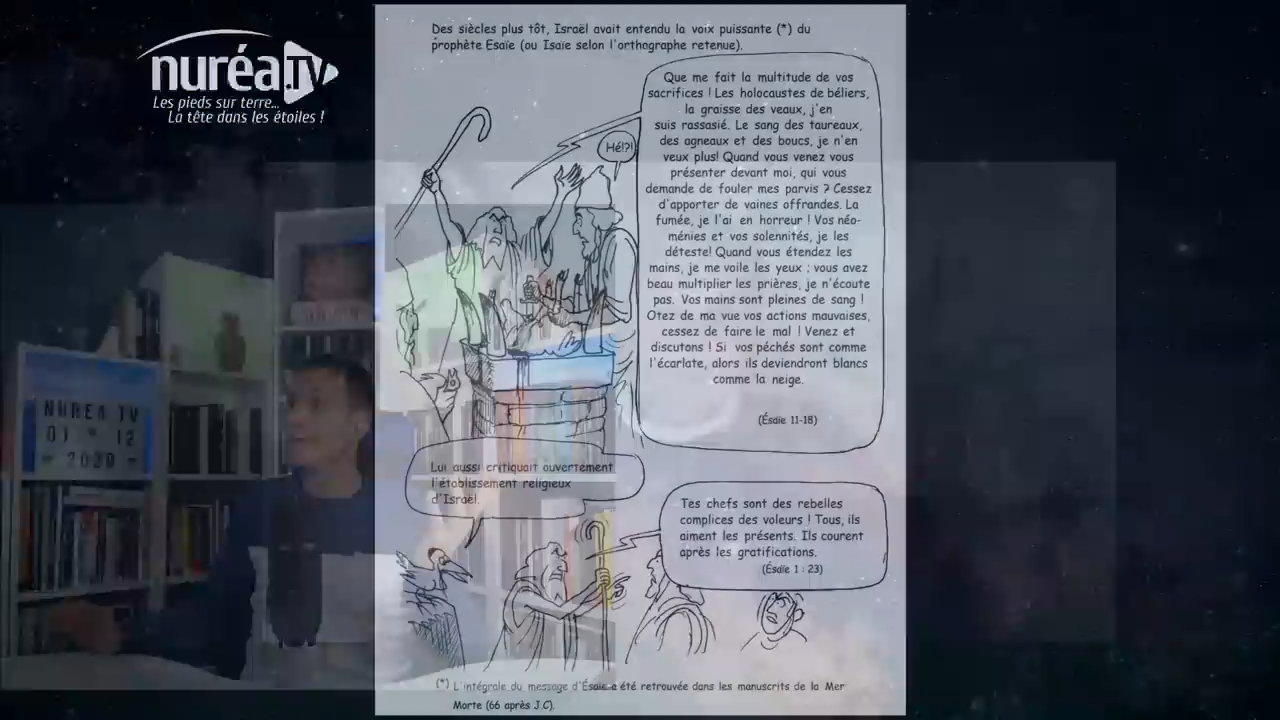 nuréa TV
Les pieds sur terre...
La tête dans les étoiles !
Des siècles plus tôt, Israël avait entendu la voix puissante (*) du
prophète Esaïe (ou Isaïe selon l'orthographe retenue).
Hé!?!
Que me fait la multitude de vos
sacrifices ! Les holocaustes de béliers,
la graisse des veaux, j'en
suis rassasié. Le sang des taureaux,
des agneaux et des boucs, je n'en
veux plus! Quand vous venez vous
présenter devant moi, qui vous
demande de fouler mes parvis ? Cessez
d'apporter de vaines offrandes. La
fumée, je l'ai en horreur ! Vos néo-
ménies et vos solennités, je les
déteste! Quand vous étendez les
mains, je me voile les yeux ; vous avez
beau multiplier les prières, je n'écoute
pas. Vos mains sont pleines de sang !
Otez de ma vue vos actions mauvaises,
cessez de faire le mal ! Venez et
discutons ! Si vos péchés sont comme
l'écarlate, alors ils deviendront blancs
comme la neige.
(Ésaïe 11-18)
NUREA TV
01 12
2020
Lui aussi critiquait ouvertement
l'établissement religieux
d'Israël.
Tes chefs sont des rebelles
complices des voleurs ! Tous, ils
aiment les présents. Ils courent
après les gratifications.
(Ésaïe 1 : 23)
(*) L'intégrale du message d'Ésaïe a été retrouvée dans les manuscrits de la Mer
Morte (66 après J.C).